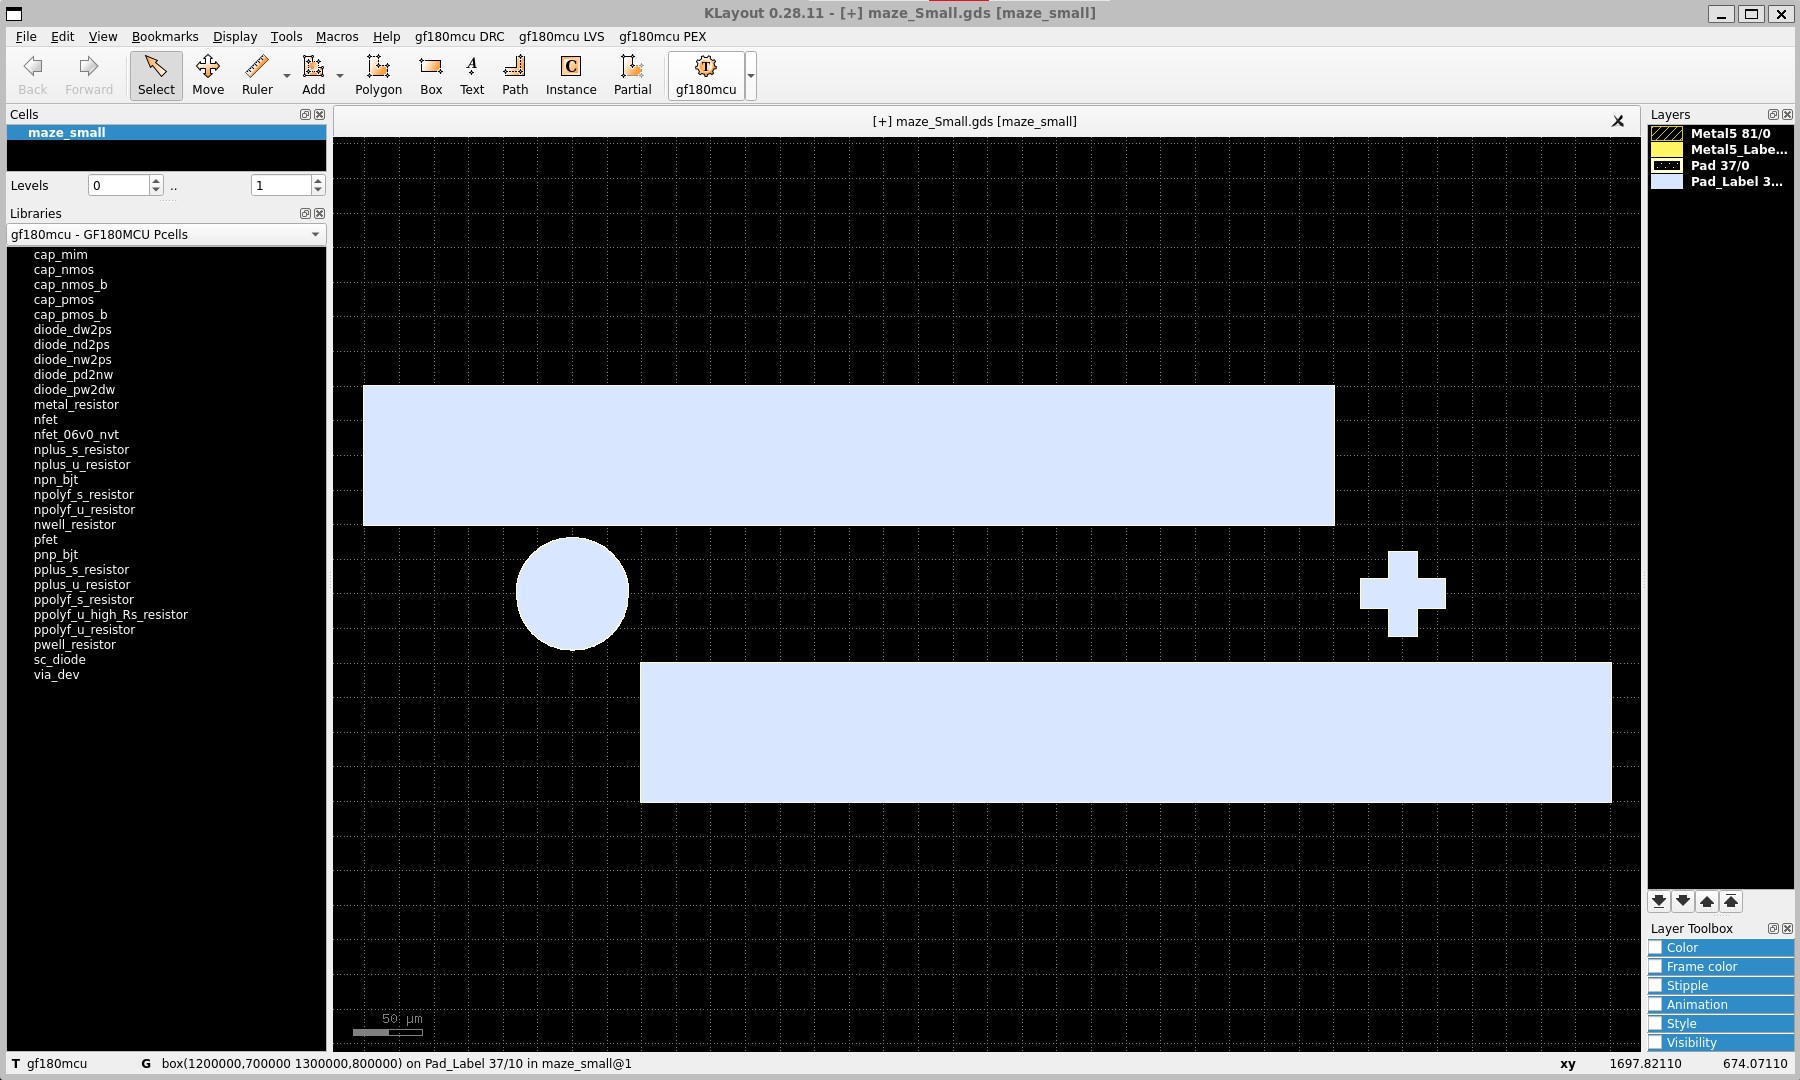 KLayout 0.28.11 - [+] maze_Small.gds [maze_small]
File Edit View Bookmarks Display Tools Macros Help gf180mcu DRC gf180mcu LVS gf180mcu PEX
Back Forward Select Move Ruler Add Polygon Box Text Path Instance Partial gf180mcu
Cells
maze_small
Levels 0 .. 1
Libraries
gf180mcu - GF180MCU Pcells
cap_mim
cap_nmos
cap_nmos_b
cap_pmos
cap_pmos_b
diode_dw2ps
diode_nd2ps
diode_nw2ps
diode_pd2nw
diode_pw2dw
metal_resistor
nfet
nfet_06v0_nvt
nplus_s_resistor
nplus_u_resistor
npn_bjt
npolyf_s_resistor
npolyf_u_resistor
nwell_resistor
pfet
pnp_bjt
pplus_s_resistor
pplus_u_resistor
ppolyf_s_resistor
ppolyf_u_high_Rs_resistor
ppolyf_u_resistor
pwell_resistor
sc_diode
via_dev
[+] maze_Small.gds [maze_small]
50 µm
Layers
Metal5 81/0
Metal5_Labe...
Pad 37/0
Pad_Label 3...
Layer Toolbox
Color
Frame color
Stipple
Animation
Style
Visibility
T gf180mcu G box(1200000,700000 1300000,800000) on Pad_Label 37/10 in maze_small@1 xy 1697.82110 674.07110